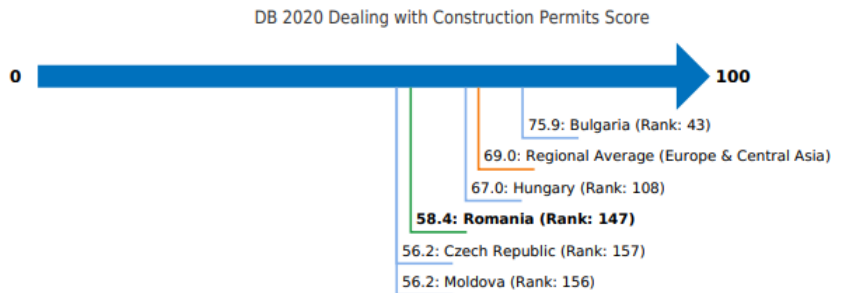 DB 2020 Dealing with Construction Permits Score
0
100
75.9: Bulgaria (Rank: 43)
69.0: Regional Average (Europe & Central Asia)
67.0: Hungary (Rank: 108)
58.4: Romania (Rank: 147)
56.2: Czech Republic (Rank: 157)
56.2: Moldova (Rank: 156)